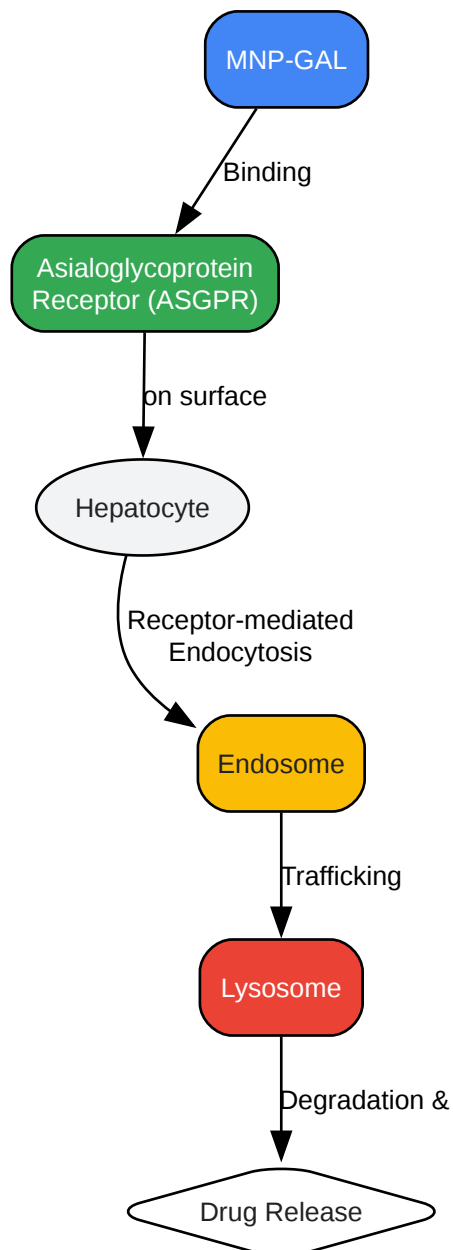 MNP-GAL
Binding
Asialoglycoprotein
Receptor (ASGPR)
on surface
Hepatocyte
Receptor-mediated
Endocytosis
Endosome
Trafficking
Lysosome
Degradation &
Drug Release